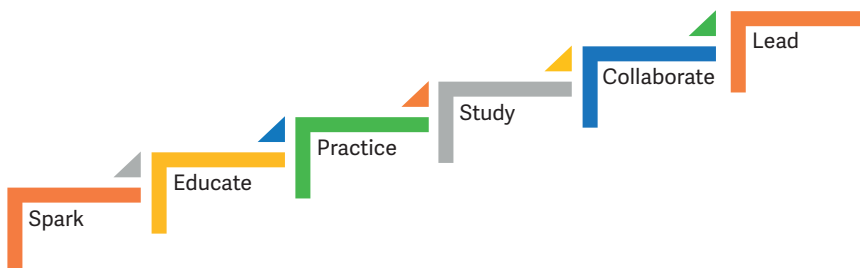 Spark
Educate
Practice
Study
Collaborate
Lead